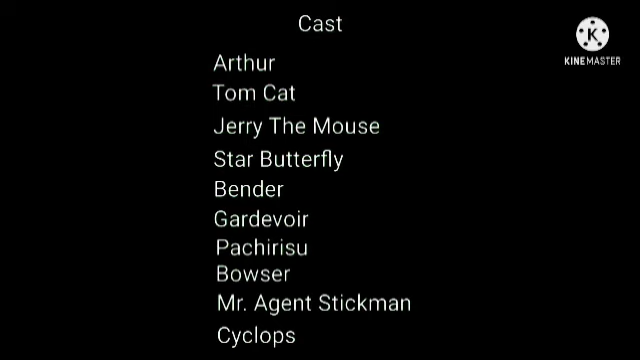 Cast
KINEMASTER
Arthur
Tom Cat
Jerry The Mouse
Star Butterfly
Bender
Gardevoir
Pachirisu
Bowser
Mr. Agent Stickman
Cyclops